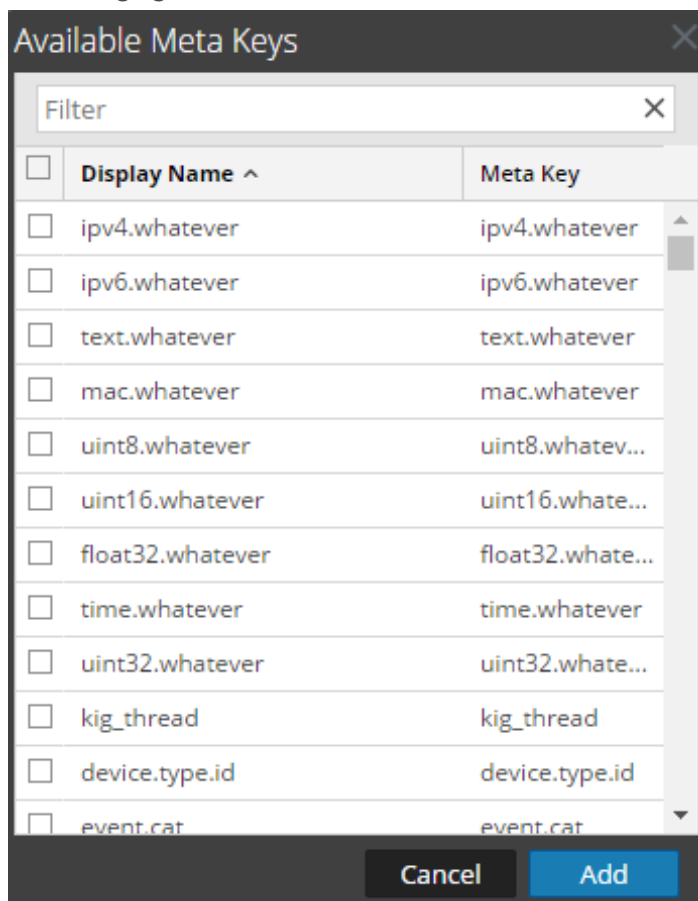 Available Meta Keys
Filter
Display Name Meta Key
ipv4.whatever ipv4.whatever
ipv6.whatever ipv6.whatever
text.whatever text.whatever
mac.whatever mac.whatever
uint8.whatever uint8.whatev...
uint16.whatever uint16.whate...
float32.whatever float32.whate...
time.whatever time.whatever
uint32.whatever uint32.whate...
kig_thread kig_thread
device.type.id device.type.id
event.cat event.cat
Cancel Add